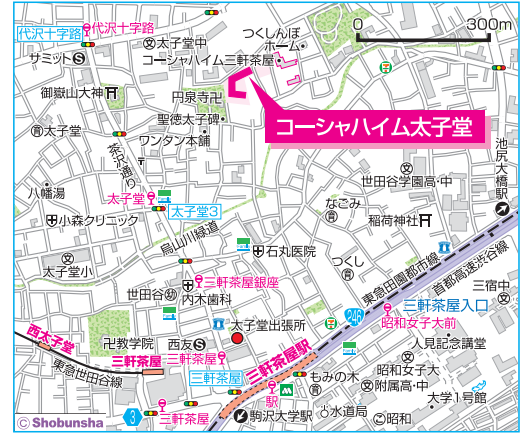 代沢十字路
代沢十字路
太子堂中
つくしんぼ
ホーム
0 300m
サミットS
コーシャハイム三軒茶屋
御嶽山大神
円泉寺卍
聖徳太子碑
コーシャハイム太子堂
太子堂
ワンタン本舗
茶沢通り
池尻大橋駅
世田谷学園高・中
八幡湯
太子堂
太子堂3
なごみ
稲荷神社
小森クリニック
烏山川緑道
石丸医院
太子堂小
つくし
東急田園都市線
首都高速渋谷線
三宿中
三軒茶屋銀座
世田谷
内木歯科
246
三軒茶屋入口
昭和女子大前
卍教学院
西友S
太子堂出張所
人見記念講堂
西太子堂
三軒茶屋
三軒茶屋
三軒茶屋駅
東急世田谷線
三軒茶屋
もみの木
昭和女子大
附属高・中
駅
大学1号館
© Shobunsha
3
三軒茶屋
駒沢大学駅
水道局
昭和